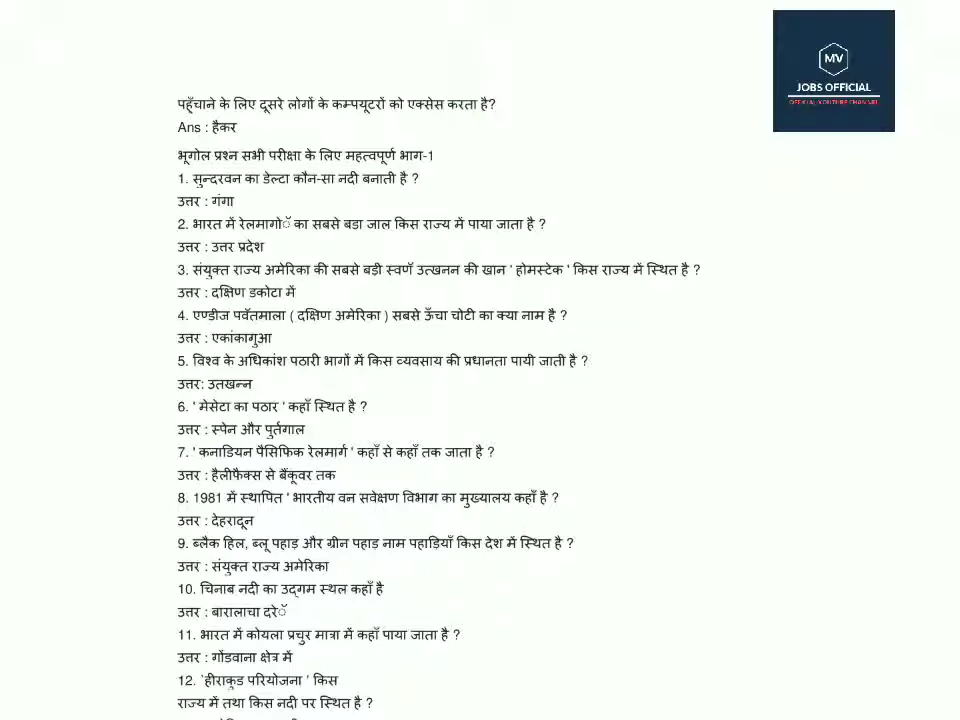 MV
JOBS OFFICIAL
OFFICIAL YOUTUBE CHANNEL
पहूँचाने के लिए दूसरे लोगों के कम्पयूटरों को एक्सेस करता है?
Ans : हैकर
भूगोल प्रश्न सभी परीक्षा के लिए महत्वपूर्ण भाग-1
1. सुन्दरवन का डेल्टा कौन-सा नदी बनाती है ?
उत्तर : गंगा
2. भारत में रेलमागोॅ का सबसे बडा जाल किस राज्य में पाया जाता है ?
उत्तर : उत्तर प्रदेश
3. संयुक्त राज्य अमेरिका की सबसे बडी स्वणॅ उत्खनन की खान ' होमस्टेक ' किस राज्य में स्थित है ?
उत्तर : दक्षिण डकोटा में
4. एण्डीज पवॅतमाला ( दक्षिण अमेरिका ) सबसे ऊँचा चोटी का क्या नाम है ?
उत्तर : एकांकागुआ
5. विश्व के अधिकांश पठारी भागों में किस व्यवसाय की प्रधानता पायी जाती है ?
उत्तर: उतखन्न
6. ' मेसेटा का पठार ' कहाँ स्थित है ?
उत्तर : स्पेन और पुर्तगाल
7. ' कनाडियन पैसिफिक रेलमार्ग ' कहाँ से कहाँ तक जाता है ?
उत्तर : हैलीफैक्स से बैंकूवर तक
8. 1981 में स्थापित ' भारतीय वन सवेक्षण विभाग का मुख्यालय कहाँ है ?
उत्तर : देहरादून
9. ब्लैक हिल, ब्लू पहाड़ और ग्रीन पहाड़ नाम पहाड़ियाँ किस देश में स्थित है ?
उत्तर : संयुक्त राज्य अमेरिका
10. चिनाब नदी का उद्गम स्थल कहाँ है
उत्तर : बारालाचा दरेॅ
11. भारत में कोयला प्रचुर मात्रा में कहाँ पाया जाता है ?
उत्तर : गोंडवाना क्षेत्र में
12. `हीराकुड परियोजना ' किस
राज्य में तथा किस नदी पर स्थित है ?